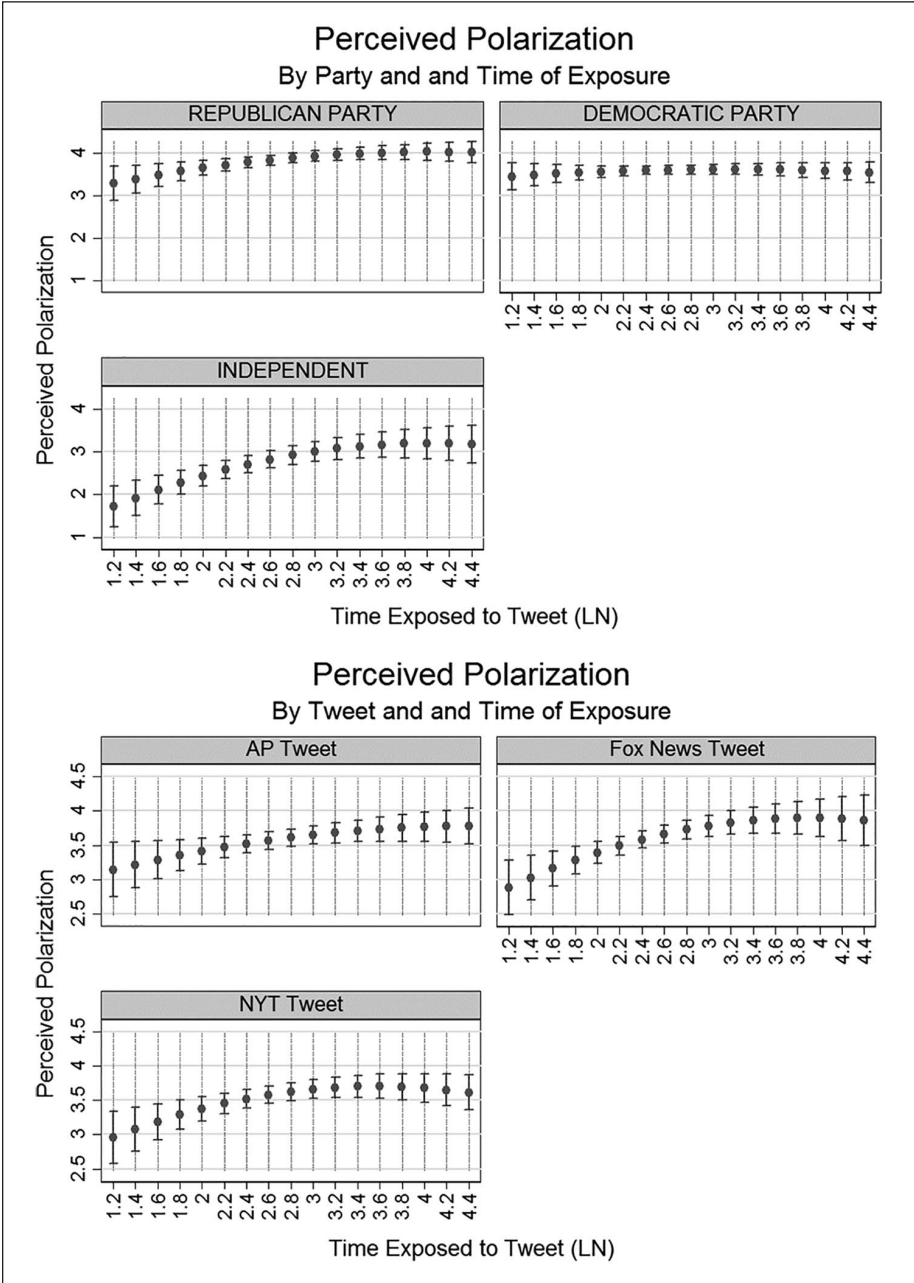 Perceived Polarization
By Party and and Time of Exposure
REPUBLICAN PARTY
DEMOCRATIC PARTY
Perceived Polarization
4
3
2
1
1.2 1.4 1.6 1.8 2 2.2 2.4 2.6 2.8 3 3.2 3.4 3.6 3.8 4 4.2 4.4
INDEPENDENT
4
3
2
1
1.2 1.4 1.6 1.8 2 2.2 2.4 2.6 2.8 3 3.2 3.4 3.6 3.8 4 4.2 4.4
Time Exposed to Tweet (LN)
Perceived Polarization
By Tweet and and Time of Exposure
AP Tweet
Fox News Tweet
Perceived Polarization
4.5
4
3.5
3
2.5
1.2 1.4 1.6 1.8 2 2.2 2.4 2.6 2.8 3 3.2 3.4 3.6 3.8 4 4.2 4.4
NYT Tweet
4.5
4
3.5
3
2.5
1.2 1.4 1.6 1.8 2 2.2 2.4 2.6 2.8 3 3.2 3.4 3.6 3.8 4 4.2 4.4
Time Exposed to Tweet (LN)